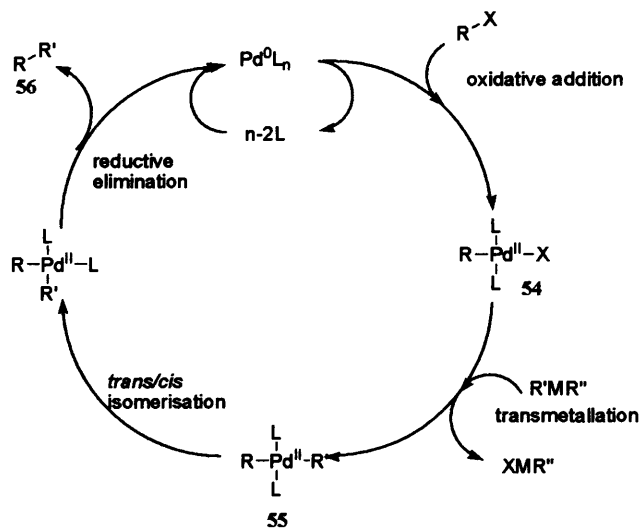 R-R'
56
Pd⁰Lₙ
n-2L
R-X
oxidative addition
reductive
elimination
L
R-Pdᴵᴵ-L
R'
L
R-Pdᴵᴵ-X
L
54
trans/cis
isomerisation
R'MR"
transmetallation
XMR"
L
R-Pdᴵᴵ-R'
L
55